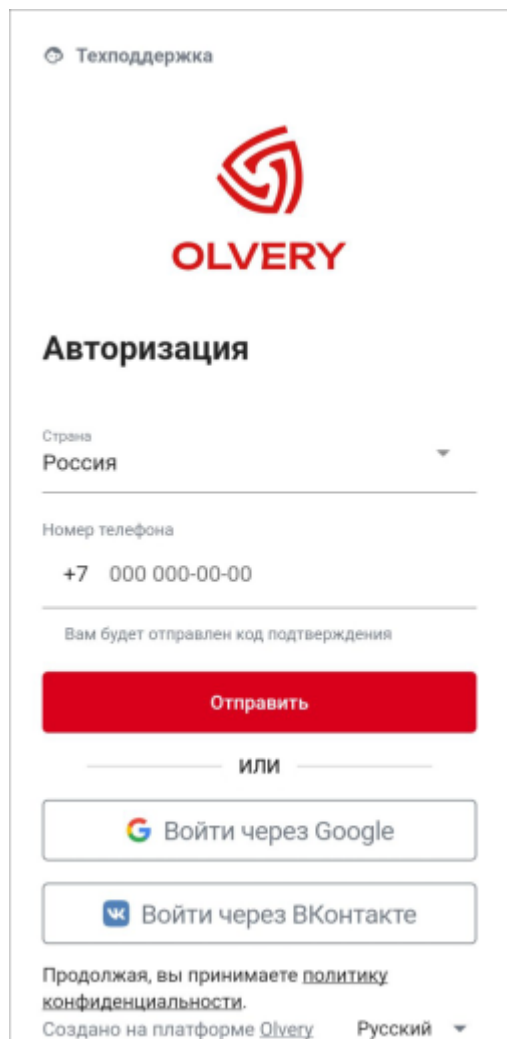 Техподдержка
OLVERY
Авторизация
Страна
Россия
Номер телефона
+7 000 000-00-00
Вам будет отправлен код подтверждения
Отправить
или
Войти через Google
Войти через ВКонтакте
Продолжая, вы принимаете политику
конфиденциальности.
Создано на платформе Olvery Русский